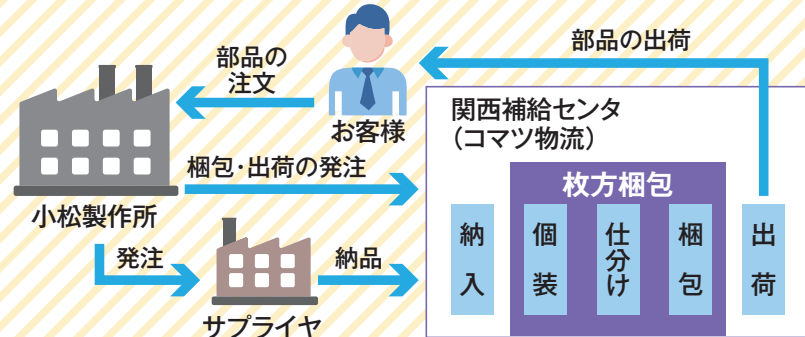 部品の
注文
お客様
部品の出荷
小松製作所
梱包・出荷の発注
発注
サプライヤ
納品
関西補給センタ
（コマツ物流）
枚方梱包
納入
個装
仕分け
梱包
出荷